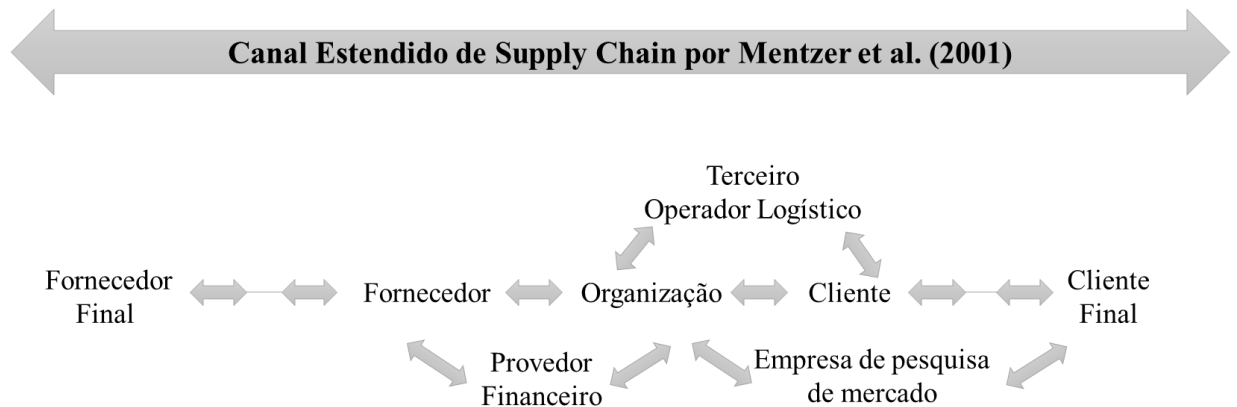 Canal Estendido de Supply Chain por Mentzer et al. (2001)
Terceiro
Operador Logístico
Fornecedor
Final
Fornecedor
Organização
Cliente
Cliente
Final
Provedor
Financeiro
Empresa de pesquisa
de mercado